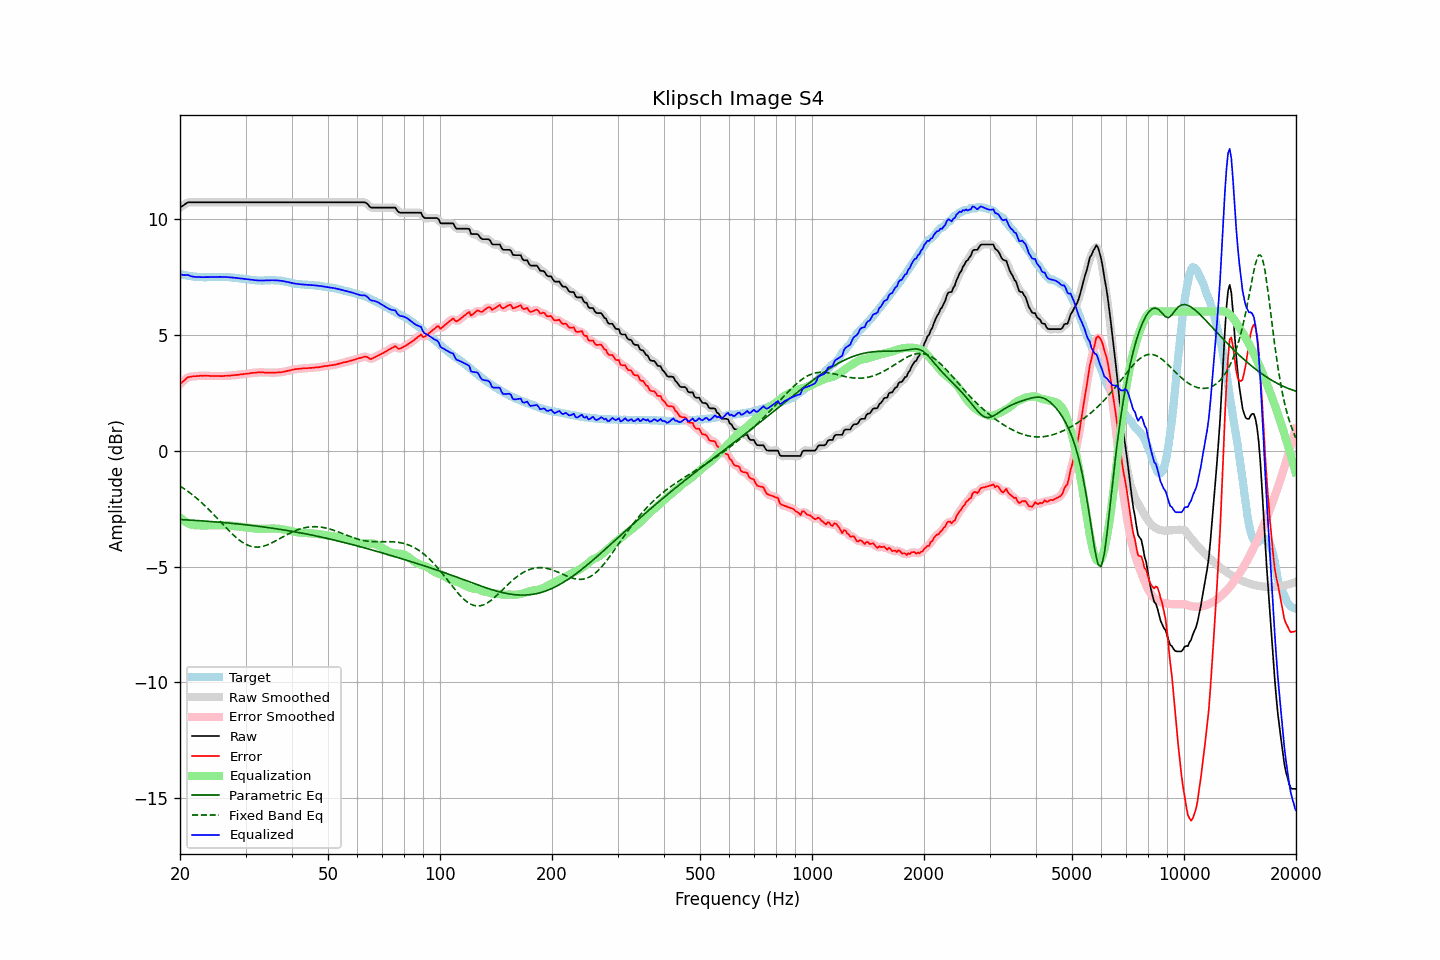 Klipsch Image S4
Amplitude (dBr)
10
5
0
−5
−10
−15
Target
Raw Smoothed
Error Smoothed
Raw
Error
Equalization
Parametric Eq
Fixed Band Eq
Equalized
20 50 100 200 500 1000 2000 5000 10000 20000
Frequency (Hz)